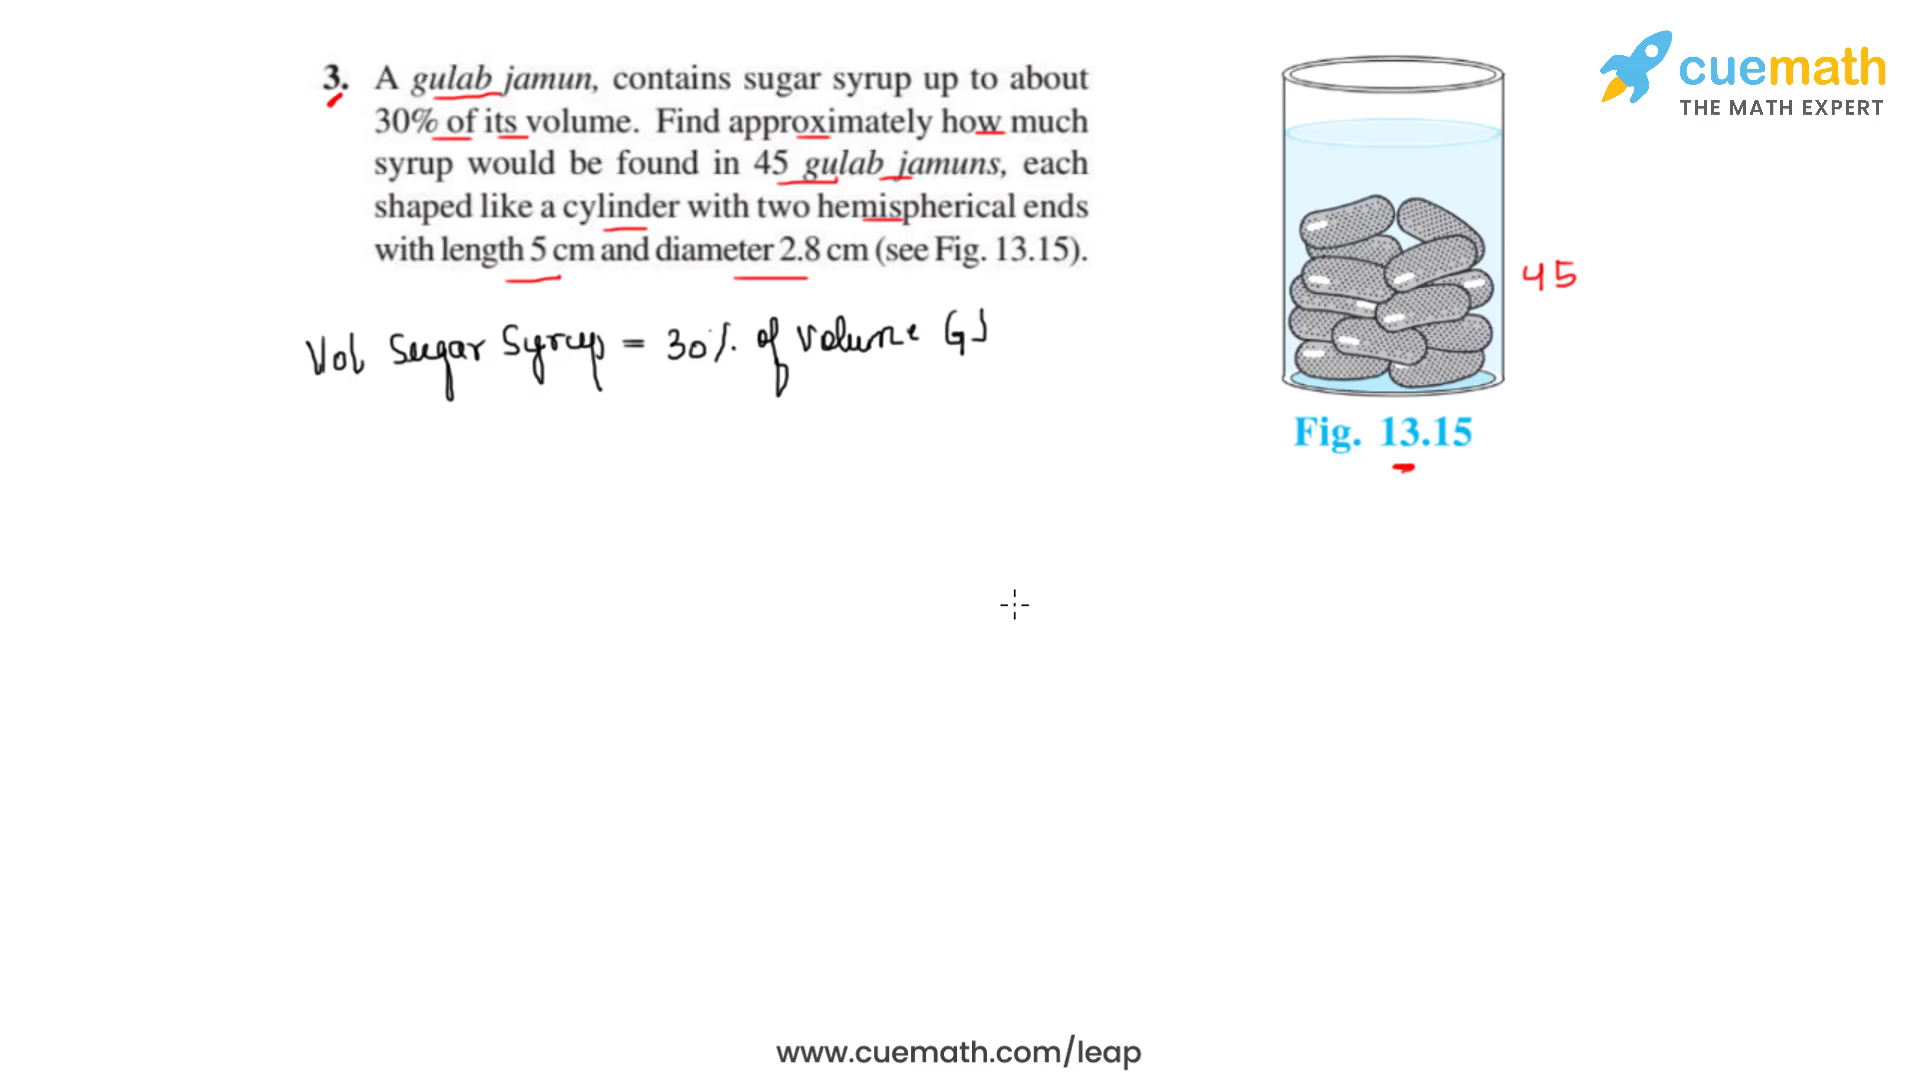 3. A gulab jamun, contains sugar syrup up to about
30% of its volume. Find approximately how much
syrup would be found in 45 gulab jamuns, each
shaped like a cylinder with two hemispherical ends
with length 5 cm and diameter 2.8 cm (see Fig. 13.15).
Vol Sugar Syrup = 30% of Volume GJ
45
Fig. 13.15
cuemath
THE MATH EXPERT
www.cuemath.com/leap